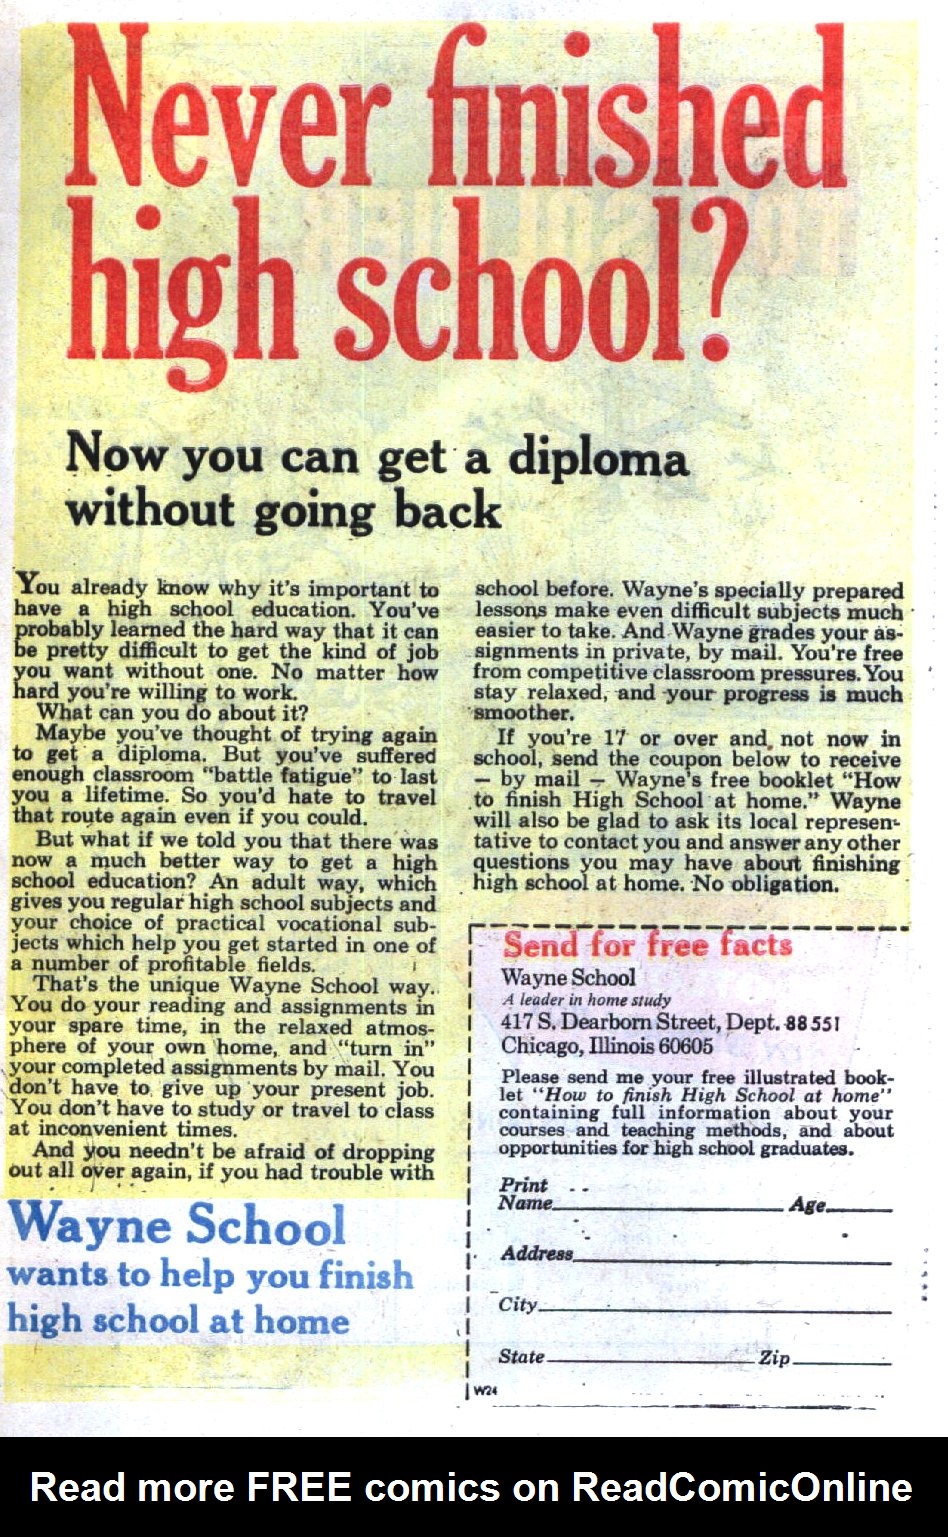 Never finished
high school?
Now you can get a diploma
without going back
You already know why it's important to
have a high school education. You've
probably learned the hard way that it can
be pretty difficult to get the kind of job
you want without one. No matter how
hard you're willing to work.
What can you do about it?
Maybe you've thought of trying again
to get a diploma. But you've suffered
enough classroom "battle fatigue" to last
you a lifetime. So you'd hate to travel
that route again even if you could.
But what if we told you that there was
now a much better way to get a high
school education? An adult way, which
gives you regular high school subjects and
your choice of practical vocational sub-
jects which help you get started in one of
a number of profitable fields.
That's the unique Wayne School way.
You do your reading and assignments in
your spare time, in the relaxed atmos-
phere of your own home, and "turn in"
your completed assignments by mail. You
don't have to give up your present job.
You don't have to study or travel to class
at inconvenient times.
And you needn't be afraid of dropping
out all over again, if you had trouble with
school before. Wayne's specially prepared
lessons make even difficult subjects much
easier to take. And Wayne grades your as-
signments in private, by mail. You're free
from competitive classroom pressures. You
stay relaxed, and your progress is much
smoother.
If you're 17 or over and not now in
school, send the coupon below to receive
— by mail — Wayne's free booklet "How
to finish High School at home." Wayne
will also be glad to ask its local represen-
tative to contact you and answer any other
questions you may have about finishing
high school at home. No obligation.
Wayne School
wants to help you finish
high school at home
Send for free facts
Wayne School
A leader in home study
417 S. Dearborn Street, Dept. 88551
Chicago, Illinois 60605
Please send me your free illustrated book-
let "How to finish High School at home"
containing full information about your
courses and teaching methods, and about
opportunities for high school graduates.
Print
Name Age
Address
City
State Zip
W24
Read more FREE comics on ReadComicOnline